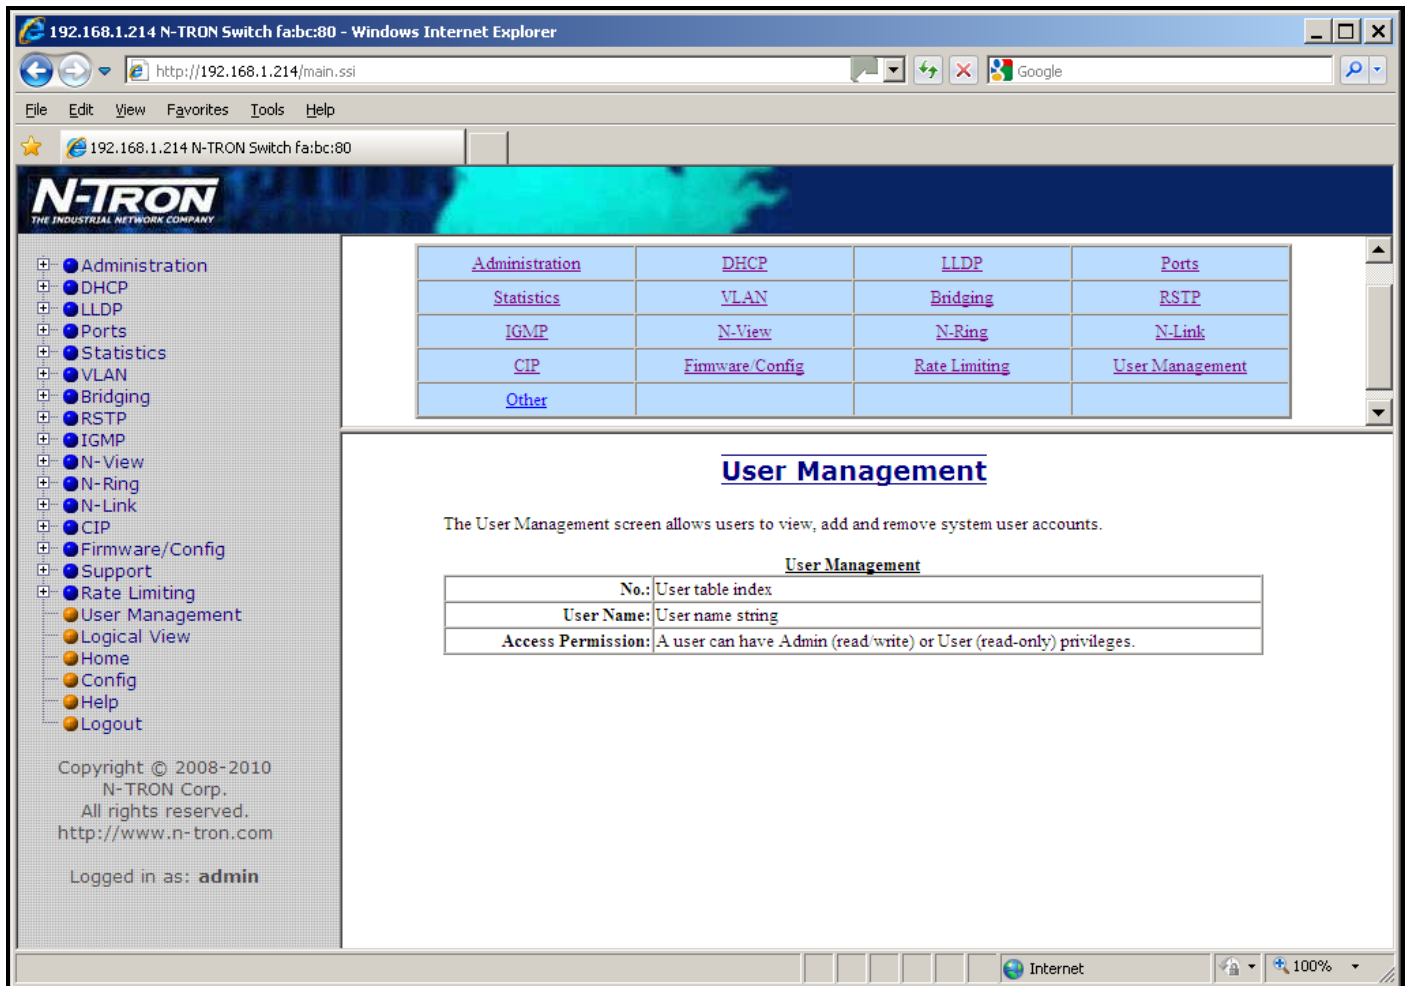 192.168.1.214 N-TRON Switch fa:bc:80 - Windows Internet Explorer
http://192.168.1.214/main.ssi
Google
File Edit View Favorites Tools Help
192.168.1.214 N-TRON Switch fa:bc:80
N-TRON
THE INDUSTRIAL NETWORK COMPANY
Administration
DHCP
LLDP
Ports
Statistics
VLAN
Bridging
RSTP
IGMP
N-View
N-Ring
N-Link
CIP
Firmware/Config
Support
Rate Limiting
User Management
Logical View
Home
Config
Help
Logout
Copyright © 2008-2010
N-TRON Corp.
All rights reserved.
http://www.n-tron.com
Logged in as: admin
Administration DHCP LLDP Ports
Statistics VLAN Bridging RSTP
IGMP N-View N-Ring N-Link
CIP Firmware/Config Rate Limiting User Management
Other
User Management
The User Management screen allows users to view, add and remove system user accounts.
User Management
No.: User table index
User Name: User name string
Access Permission: A user can have Admin (read/write) or User (read-only) privileges.
Internet
100%